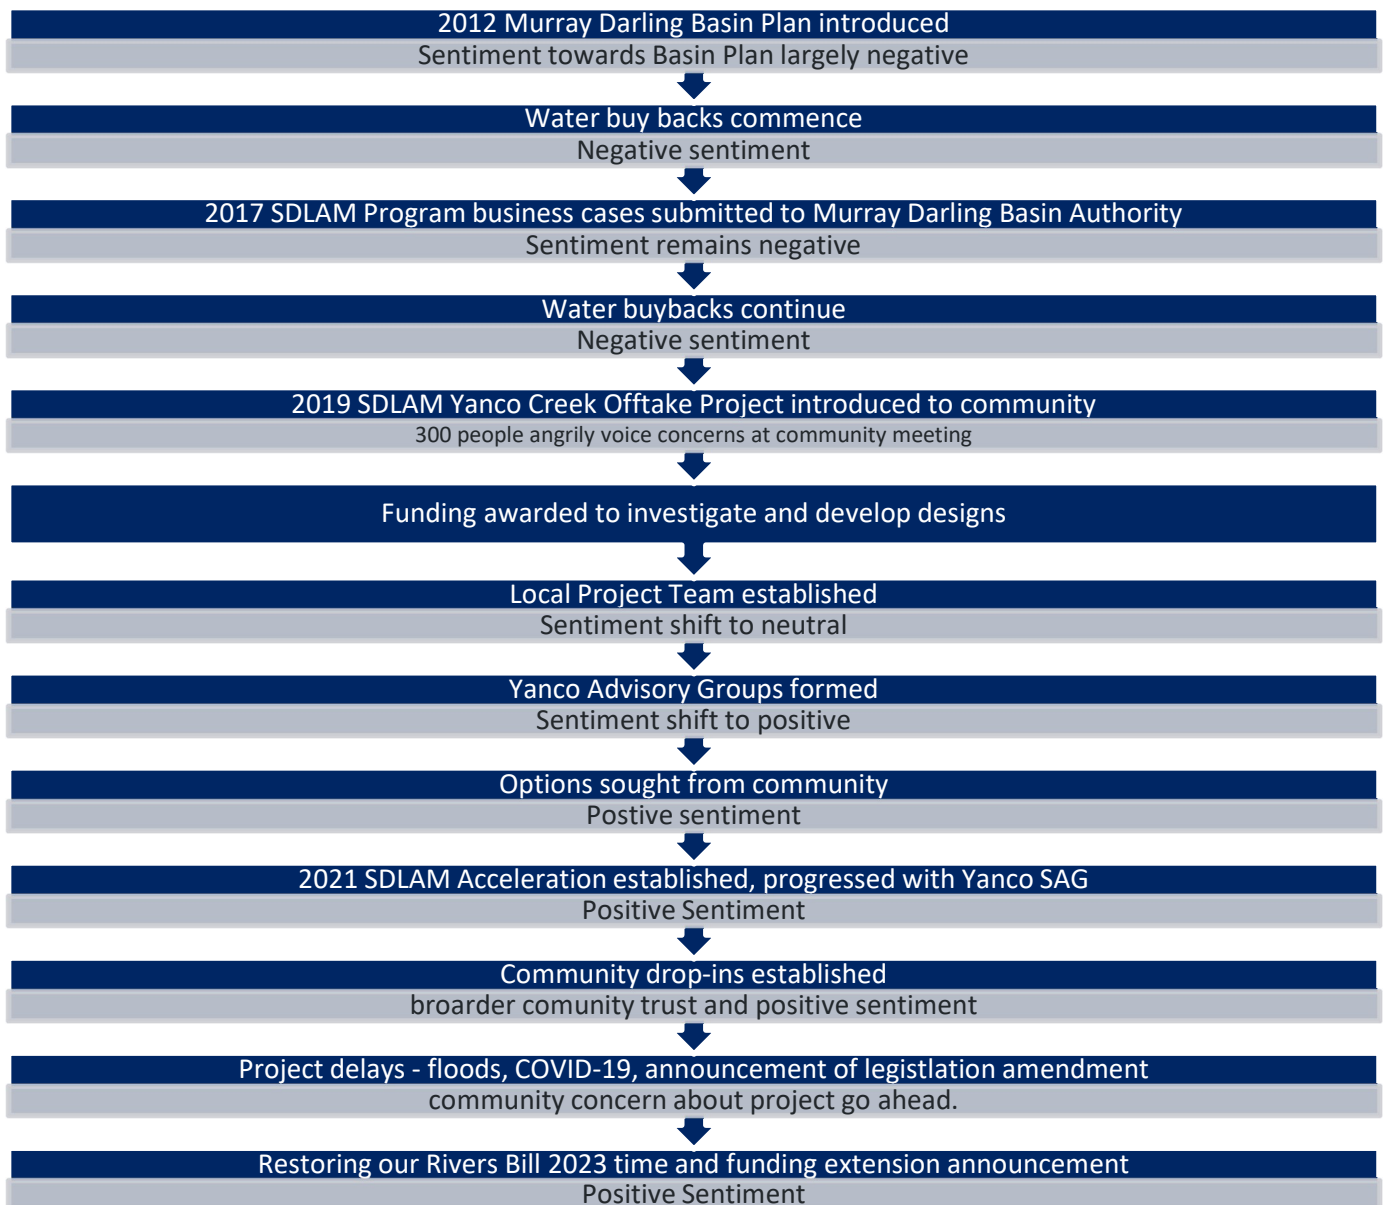 2012 Murray Darling Basin Plan introduced
Sentiment towards Basin Plan largely negative
Water buy backs commence
Negative sentiment
2017 SDLAM Program business cases submitted to Murray Darling Basin Authority
Sentiment remains negative
Water buybacks continue
Negative sentiment
2019 SDLAM Yanco Creek Offtake Project introduced to community
300 people angrily voice concerns at community meeting
Funding awarded to investigate and develop designs
Local Project Team established
Sentiment shift to neutral
Yanco Advisory Groups formed
Sentiment shift to positive
Options sought from community
Postive sentiment
2021 SDLAM Acceleration established, progressed with Yanco SAG
Positive Sentiment
Community drop-ins established
broarder comunity trust and positive sentiment
Project delays - floods, COVID-19, announcement of legistlation amendment
community concern about project go ahead.
Restoring our Rivers Bill 2023 time and funding extension announcement
Positive Sentiment